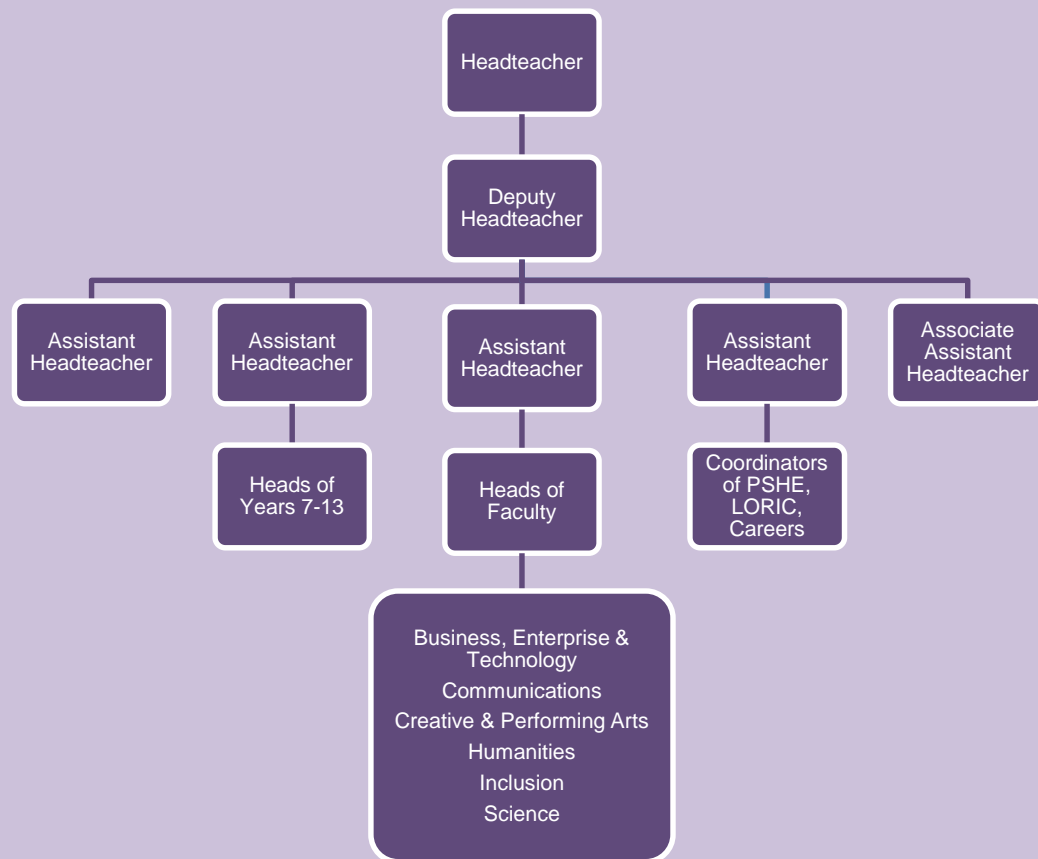 Headteacher
Deputy
Headteacher
Assistant
Headteacher
Assistant
Headteacher
Assistant
Headteacher
Assistant
Headteacher
Associate
Assistant
Headteacher
Heads of
Years 7-13
Heads of
Faculty
Coordinators
of PSHE,
LORIC,
Careers
Business, Enterprise &
Technology
Communications
Creative & Performing Arts
Humanities
Inclusion
Science